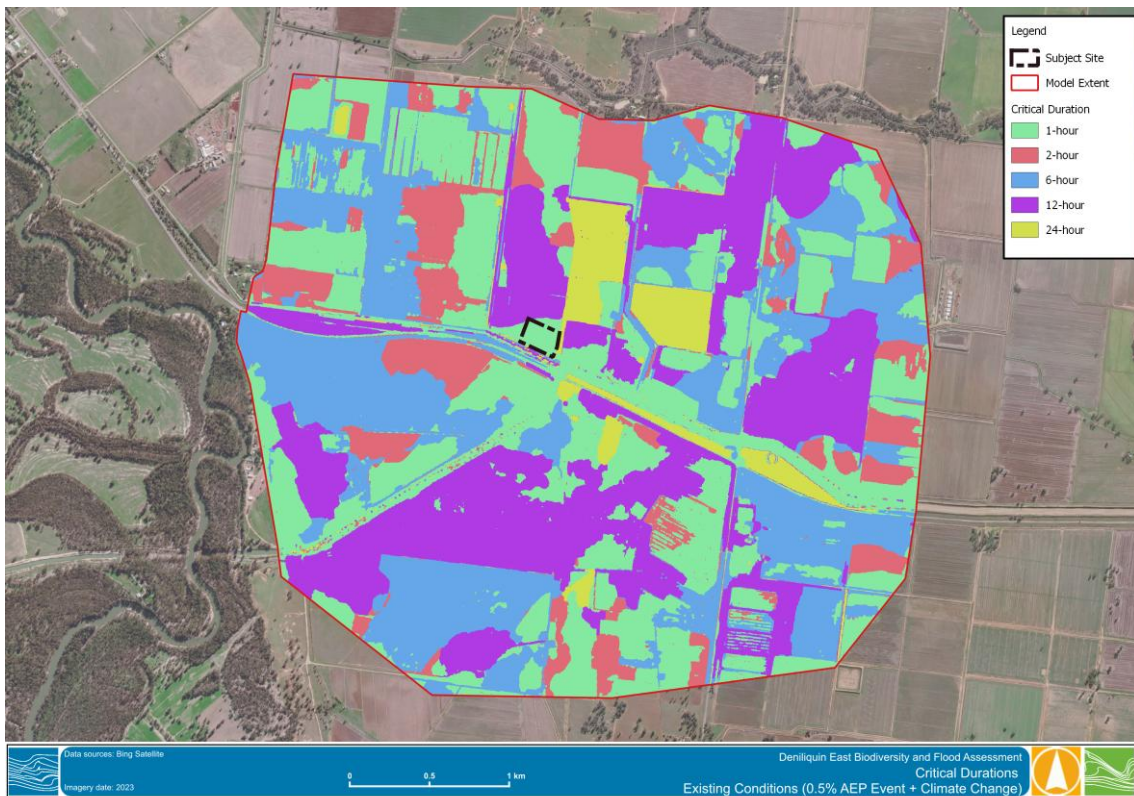 Legend
Subject Site
Model Extent
Critical Duration
1-hour
2-hour
6-hour
12-hour
24-hour
Data sources: Bing Satellite
Imagery date: 2023
0 0.5 1 km
Deniliquin East Biodiversity and Flood Assessment
Critical Durations
Existing Conditions (0.5% AEP Event + Climate Change)